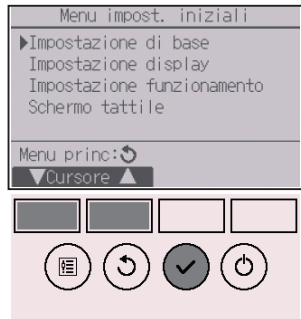 Menu impost. iniziali
▶Impostazione di base
Impostazione display
Impostazione funzionamento
Schermo tattile
Menu princ:↺
▼Cursore▲